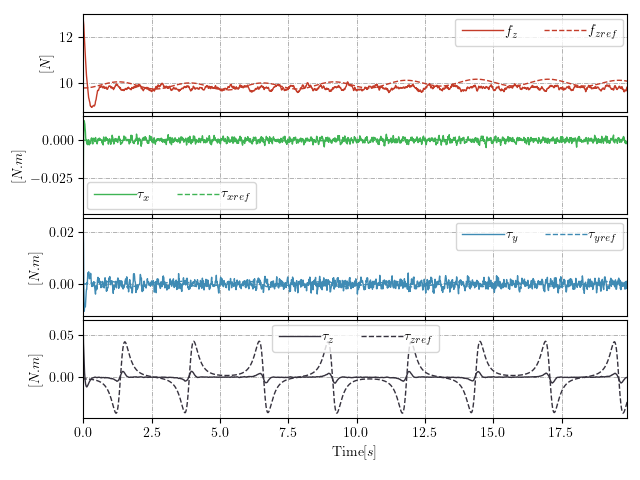 12
10
[N]
f_z f_zref
0.000
−0.025
[N.m]
τ_x τ_xref
0.02
0.00
[N.m]
τ_y τ_yref
0.05
0.00
[N.m]
τ_z τ_zref
0.0 2.5 5.0 7.5 10.0 12.5 15.0 17.5
Time[s]